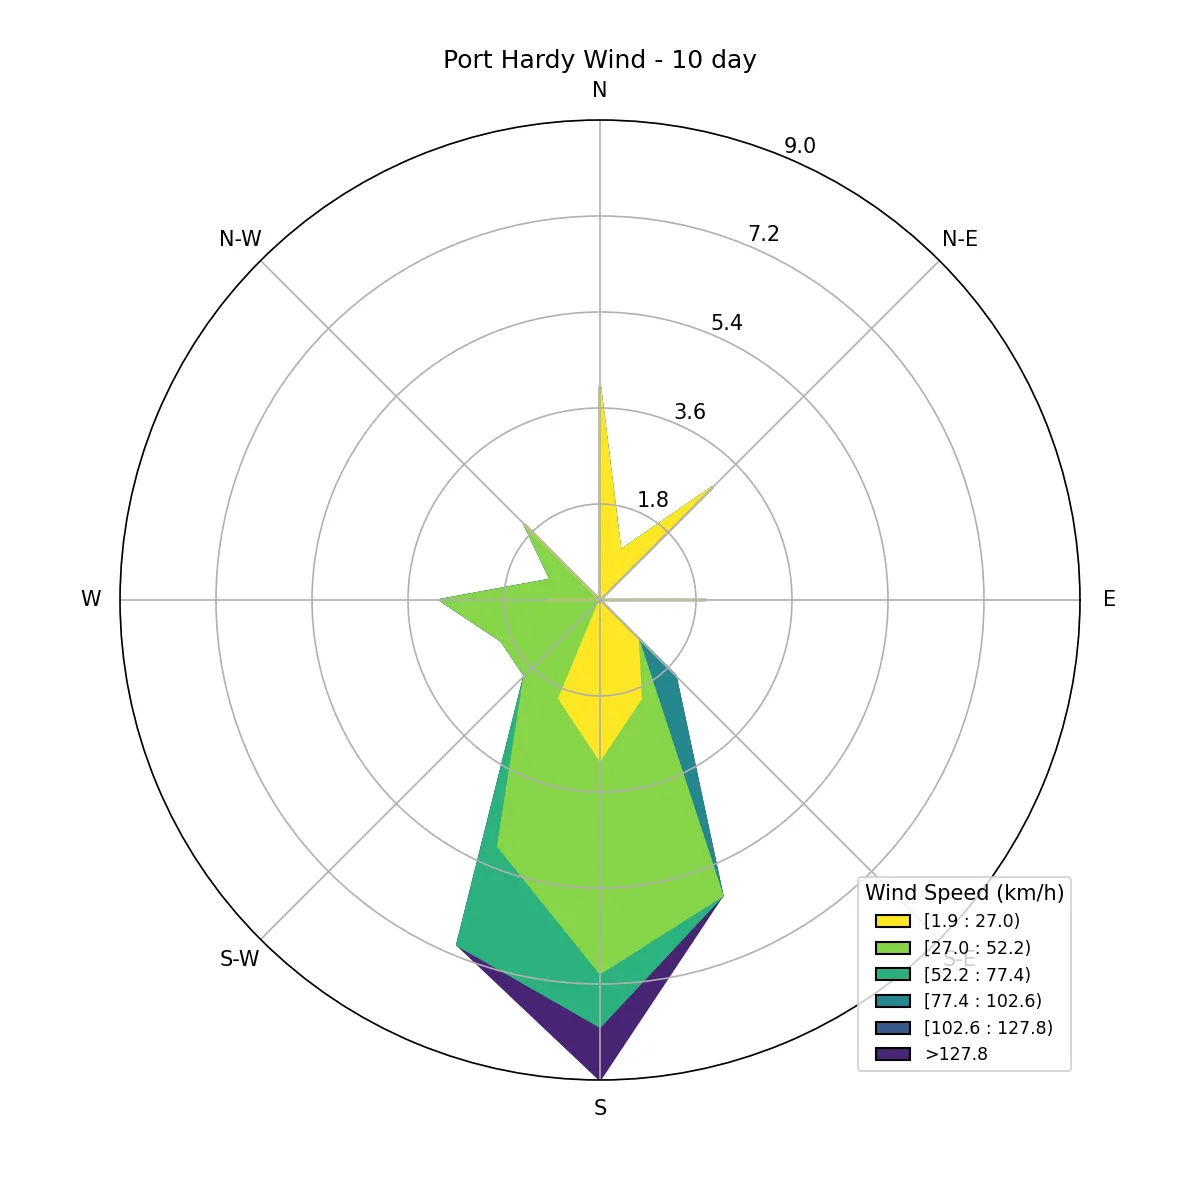 Port Hardy Wind - 10 day
N
9.0
N-W
7.2
N-E
5.4
3.6
1.8
W
E
Wind Speed (km/h)
[1.9 : 27.0)
[27.0 : 52.2)
S-W
S-E
[52.2 : 77.4)
[77.4 : 102.6)
[102.6 : 127.8)
>127.8
S